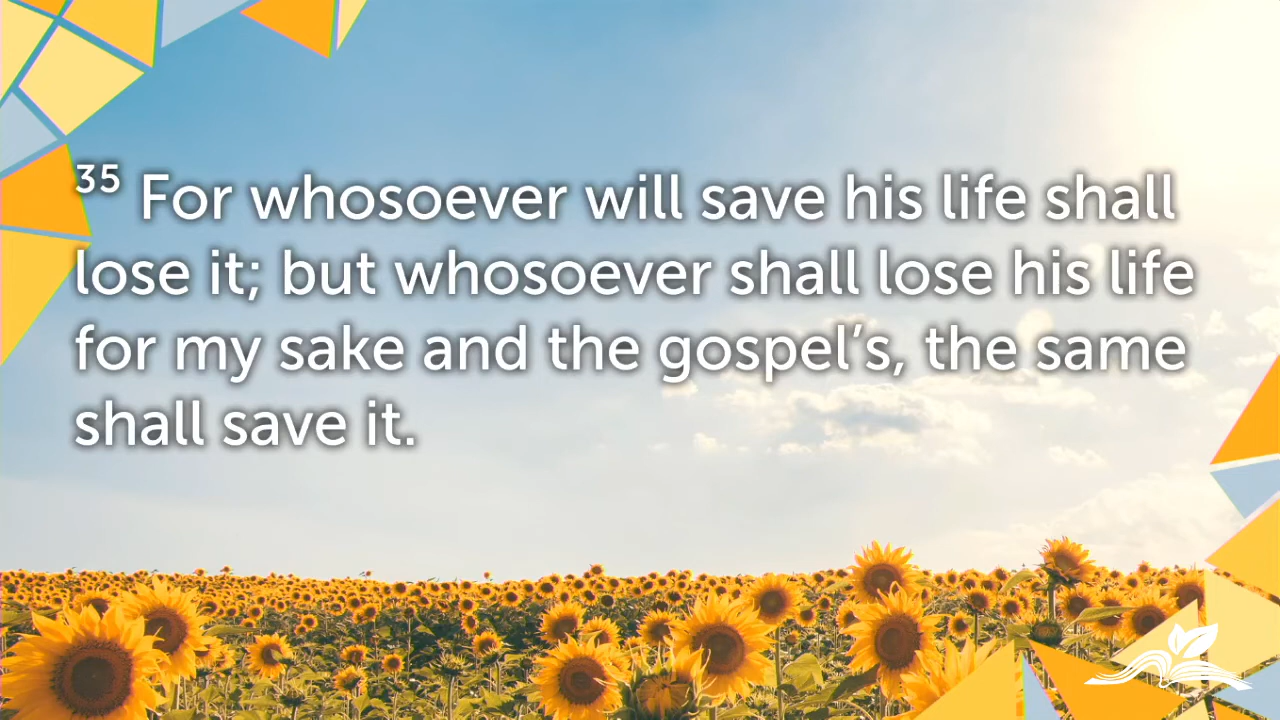 35 For whosoever will save his life shall
lose it; but whosoever shall lose his life
for my sake and the gospel’s, the same
shall save it.